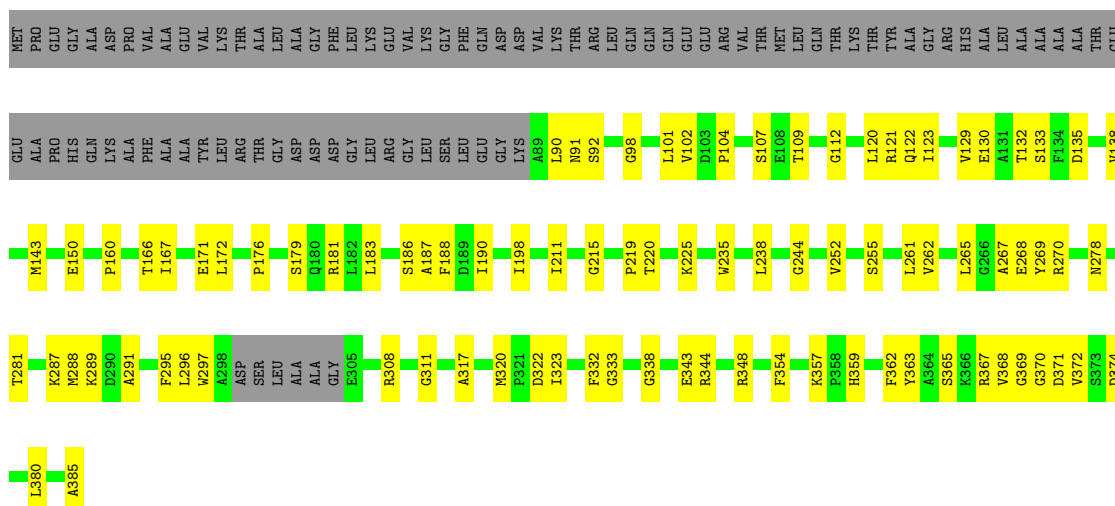 MET PRO GLU GLY ALA ASP PRO VAL ALA GLU VAL LYS THR ALA LEU ALA GLY PHE LEU LYS GLU VAL LYS GLY PHE GLN ASP ASP VAL LYS THR ARG LEU GLN GLN GLN GLU GLU ARG VAL THR MET LEU GLN THR LYS THR TYR ALA GLY ARG HIS ALA LEU ALA ALA ALA ALA THR GLU
GLU ALA PRO HIS GLN LYS ALA PHE ALA ALA TYR LEU ARG THR GLY ASP ASP ASP GLY LEU ARG GLY LEU SER LEU GLU GLY LYS A89 L90 N91 S92 G98 L101 V102 D103 P104 S107 E108 T109 G112 L120 R121 Q122 I123 V129 E130 A131 T132 S133 F134 D135 V138
M143 E150 P160 T166 I167 E171 L172 P176 S179 Q180 R181 L182 L183 S186 A187 F188 D189 I190 I198 I211 G215 P219 T220 K225 W235 L238 G244 V252 S255 L261 V262 L265 G266 A267 E268 Y269 R270 N278
T281 K287 M288 K289 D290 A291 F295 L296 W297 A298 ASP SER LEU ALA ALA GLY E305 R308 G311 A317 M320 P321 D322 I323 F332 G333 G338 E343 R344 R348 F354 K357 P358 H359 F362 Y363 A364 S365 K366 R367 V368 G369 G370 D371 V372 S373
L380 A385